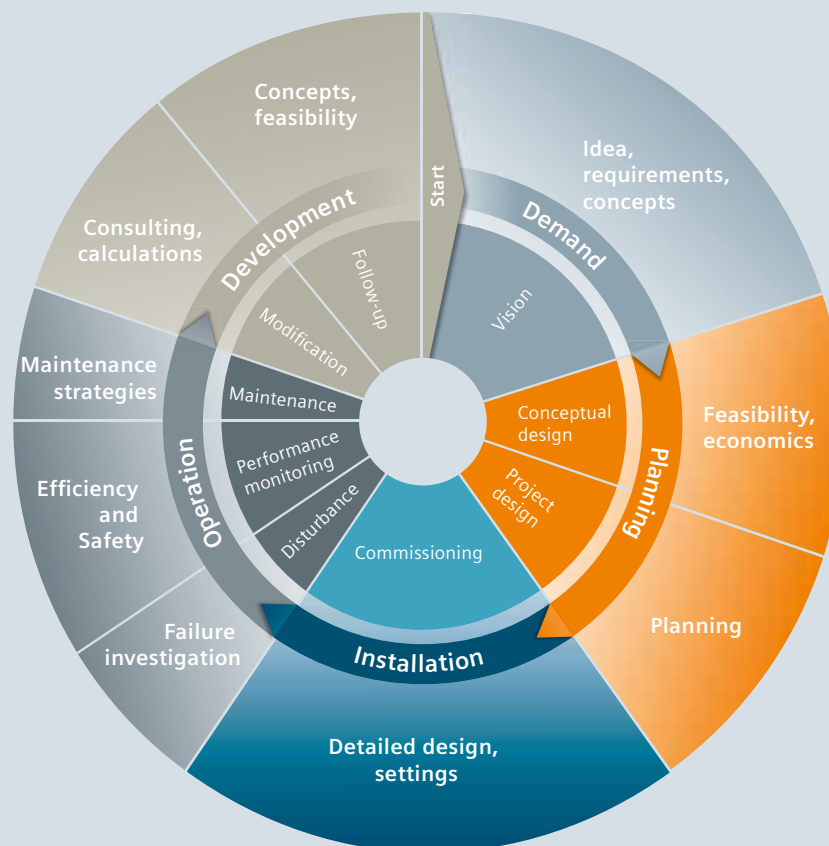 Start
Idea,
requirements,
concepts
Demand
Vision
Feasibility,
economics
Planning
Conceptual
design
Planning
Project
design
Detailed design,
settings
Installation
Commissioning
Failure
investigation
Disturbance
Efficiency
and
Safety
Operation
Performance
monitoring
Maintenance
strategies
Maintenance
Consulting,
calculations
Development
Modification
Concepts,
feasibility
Follow-up